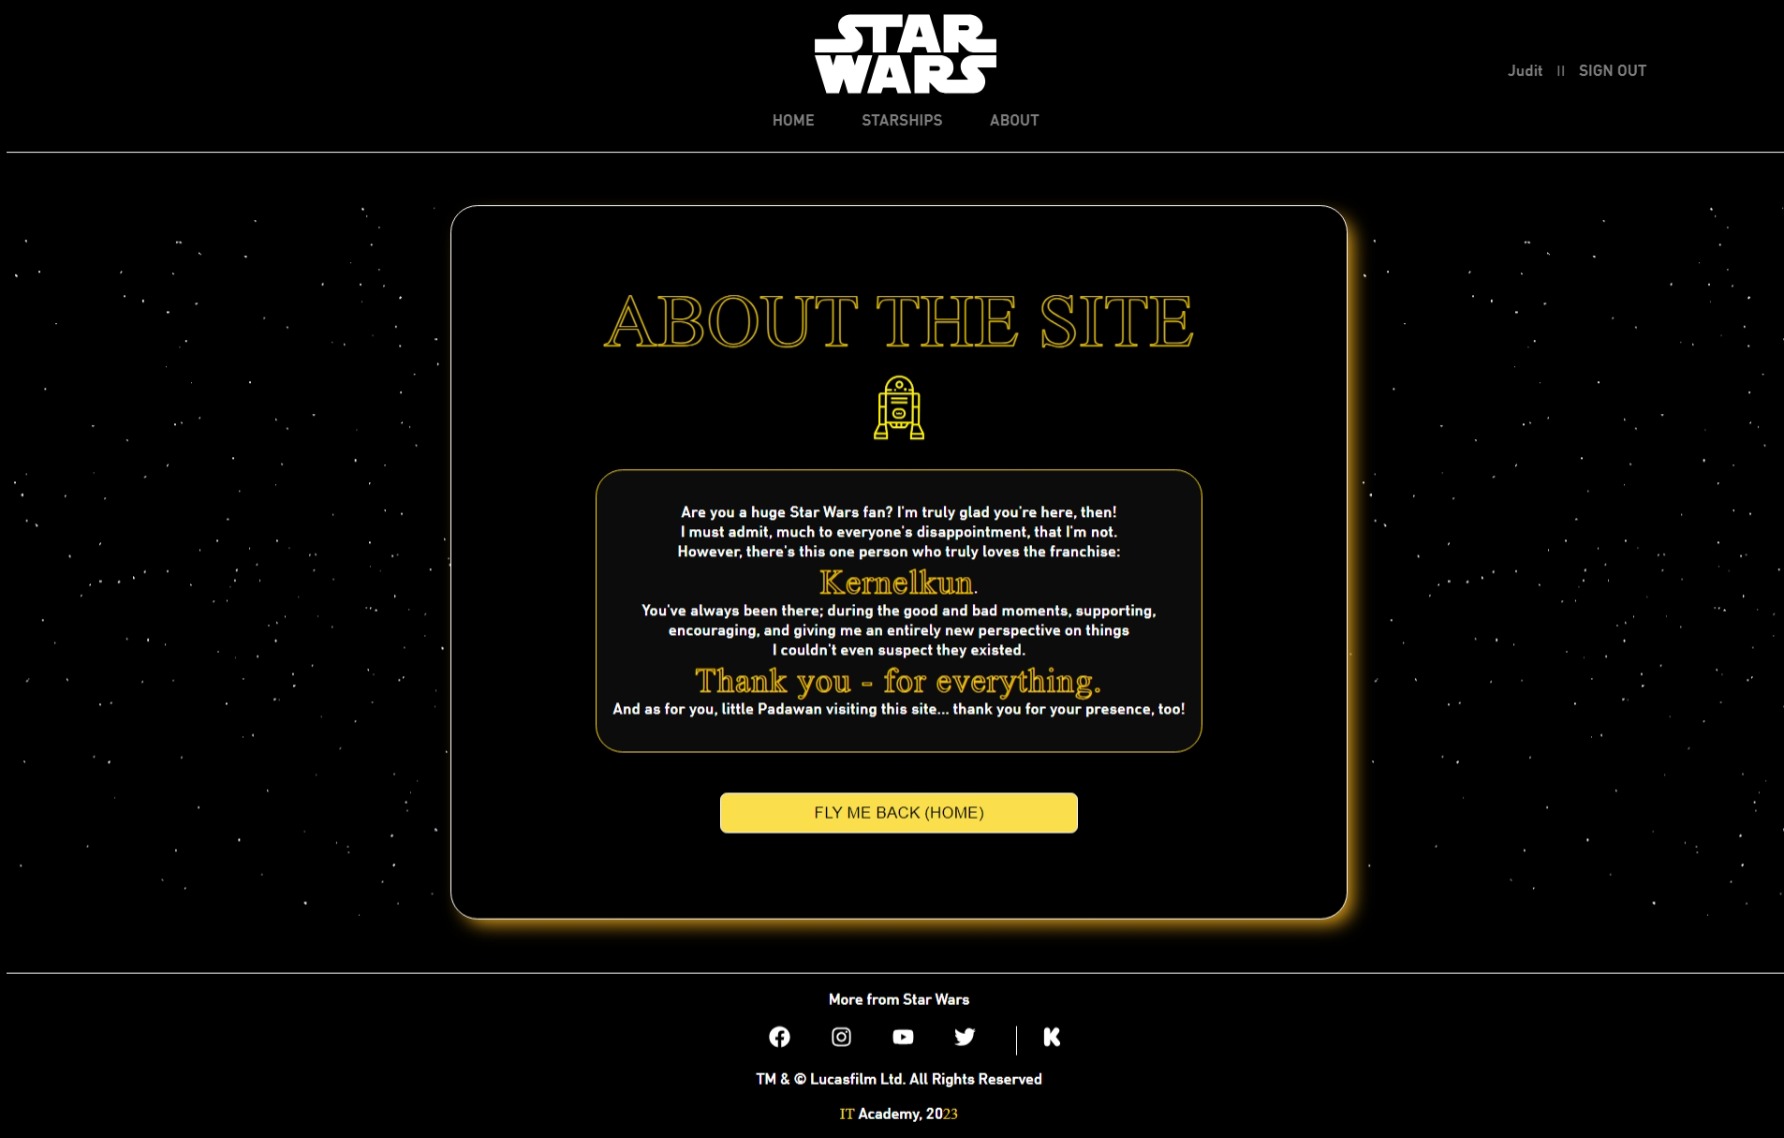 STAR
WARS
Judit || SIGN OUT
HOME STARSHIPS ABOUT
ABOUT THE SITE
Are you a huge Star Wars fan? I'm truly glad you're here, then!
I must admit, much to everyone's disappointment, that I'm not.
However, there's this one person who truly loves the franchise:
Kernelkun.
You've always been there; during the good and bad moments, supporting,
encouraging, and giving me an entirely new perspective on things
I couldn't even suspect they existed.
Thank you - for everything.
And as for you, little Padawan visiting this site... thank you for your presence, too!
FLY ME BACK (HOME)
More from Star Wars
K
TM & © Lucasfilm Ltd. All Rights Reserved
IT Academy, 2023